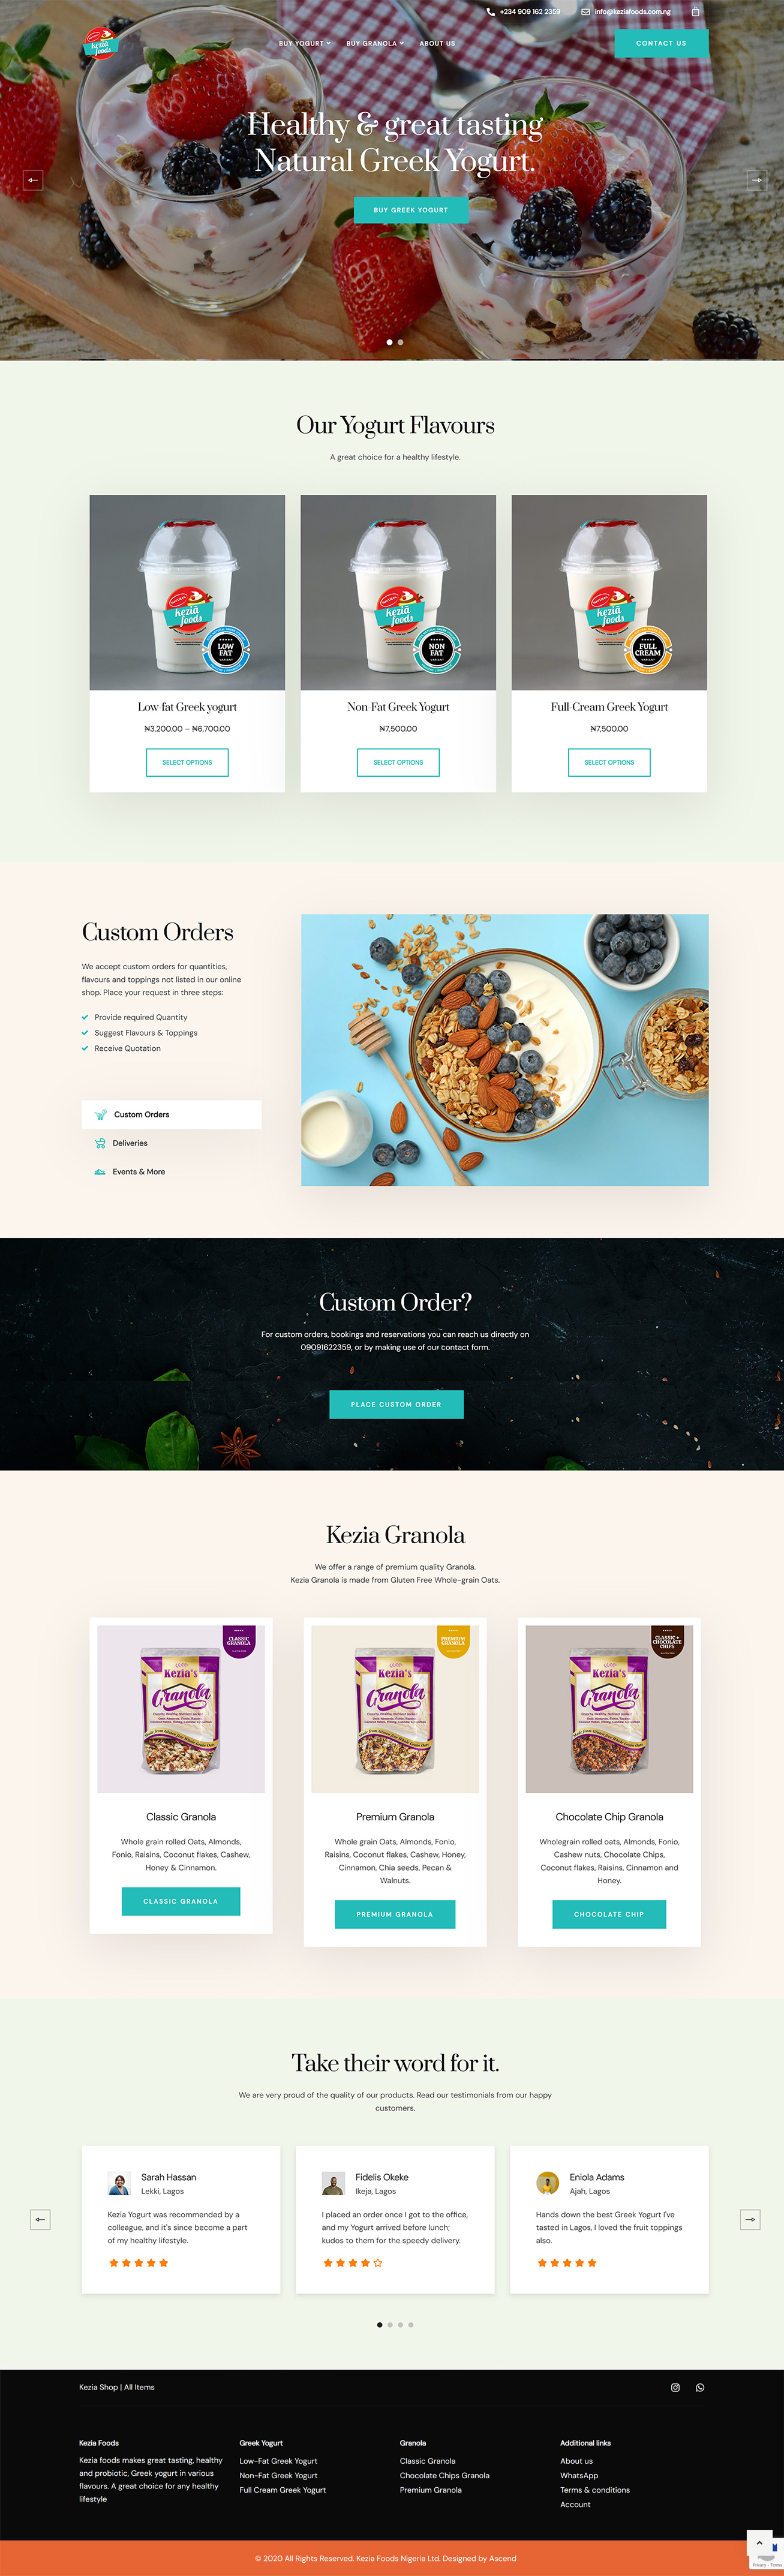 +234 909 162 2359
info@keziafoods.com.ng
Kezia
foods
BUY YOGURT
BUY GRANOLA
ABOUT US
CONTACT US
Healthy & great tasting
Natural Greek Yogurt.
BUY GREEK YOGURT
Our Yogurt Flavours
A great choice for a healthy lifestyle.
Kezia
foods
LOW
FAT
Kezia
foods
NON
FAT
Kezia
foods
FULL
CREAM
Low-fat Greek yogurt
₦3,200.00 – ₦6,700.00
SELECT OPTIONS
Non-Fat Greek Yogurt
₦7,500.00
SELECT OPTIONS
Full-Cream Greek Yogurt
₦7,500.00
SELECT OPTIONS
Custom Orders
We accept custom orders for quantities,
flavours and toppings not listed in our online
shop. Place your request in three steps:
Provide required Quantity
Suggest Flavours & Toppings
Receive Quotation
Custom Orders
Deliveries
Events & More
Custom Order?
For custom orders, bookings and reservations you can reach us directly on
09091622359, or by making use of our contact form.
PLACE CUSTOM ORDER
Kezia Granola
We offer a range of premium quality Granola.
Kezia Granola is made from Gluten Free Whole-grain Oats.
CLASSIC
GRANOLA
Kezia's
Granola
PREMIUM
GRANOLA
Kezia's
Granola
CLASSIC +
CHOCOLATE
CHIPS
Kezia's
Granola
Classic Granola
Whole grain rolled Oats, Almonds,
Fonio, Raisins, Coconut flakes, Cashew,
Honey & Cinnamon.
CLASSIC GRANOLA
Premium Granola
Whole grain Oats, Almonds, Fonio,
Raisins, Coconut flakes, Cashew, Honey,
Cinnamon, Chia seeds, Pecan &
Walnuts.
PREMIUM GRANOLA
Chocolate Chip Granola
Wholegrain rolled oats, Almonds, Fonio,
Cashew nuts, Chocolate Chips,
Coconut flakes, Raisins, Cinnamon and
Honey.
CHOCOLATE CHIP
Take their word for it.
We are very proud of the quality of our products. Read our testimonials from our happy
customers.
Sarah Hassan
Lekki, Lagos
Kezia Yogurt was recommended by a
colleague, and it's since become a part
of my healthy lifestyle.
Fidelis Okeke
Ikeja, Lagos
I placed an order once I got to the office,
and my Yogurt arrived before lunch;
kudos to them for the speedy delivery.
Eniola Adams
Ajah, Lagos
Hands down the best Greek Yogurt I've
tasted in Lagos, I loved the fruit toppings
also.
Kezia Shop | All Items
Kezia Foods
Kezia foods makes great tasting, healthy
and probiotic, Greek yogurt in various
flavours. A great choice for any healthy
lifestyle
Greek Yogurt
Low-Fat Greek Yogurt
Non-Fat Greek Yogurt
Full Cream Greek Yogurt
Granola
Classic Granola
Chocolate Chips Granola
Premium Granola
Additional links
About us
WhatsApp
Terms & conditions
Account
© 2020 All Rights Reserved. Kezia Foods Nigeria Ltd. Designed by Ascend
Privacy - Terms